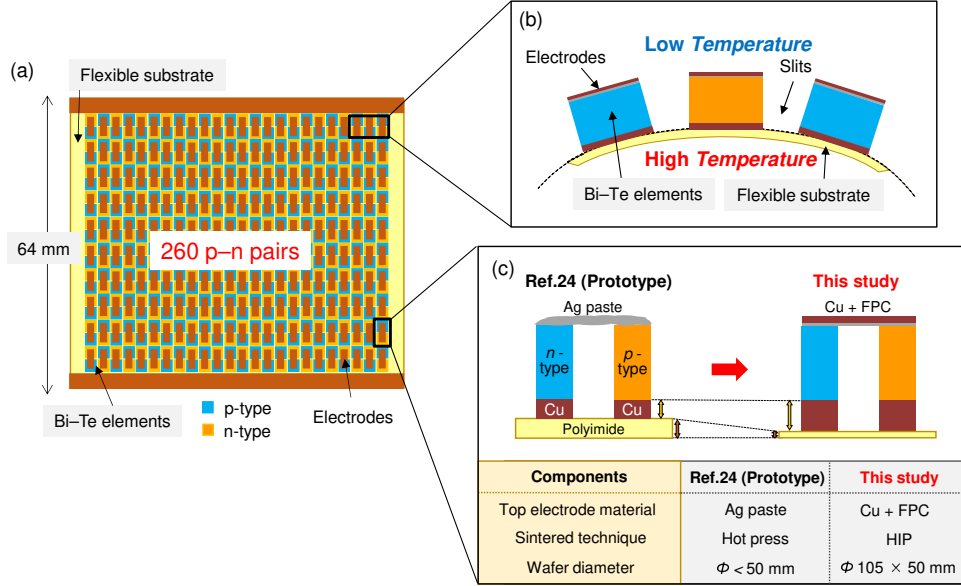 (a)
Flexible substrate
64 mm
260 p–n pairs
Bi–Te elements
Electrodes
p-type
n-type
(b)
Low Temperature
Electrodes
Slits
High Temperature
Bi–Te elements
Flexible substrate
(c)
Ref.24 (Prototype)
This study
Ag paste
Cu + FPC
n -
type
p -
type
Cu
Cu
Polyimide
Components Ref.24 (Prototype) This study
Top electrode material Ag paste Cu + FPC
Sintered technique Hot press HIP
Wafer diameter Φ < 50 mm Φ 105 × 50 mm